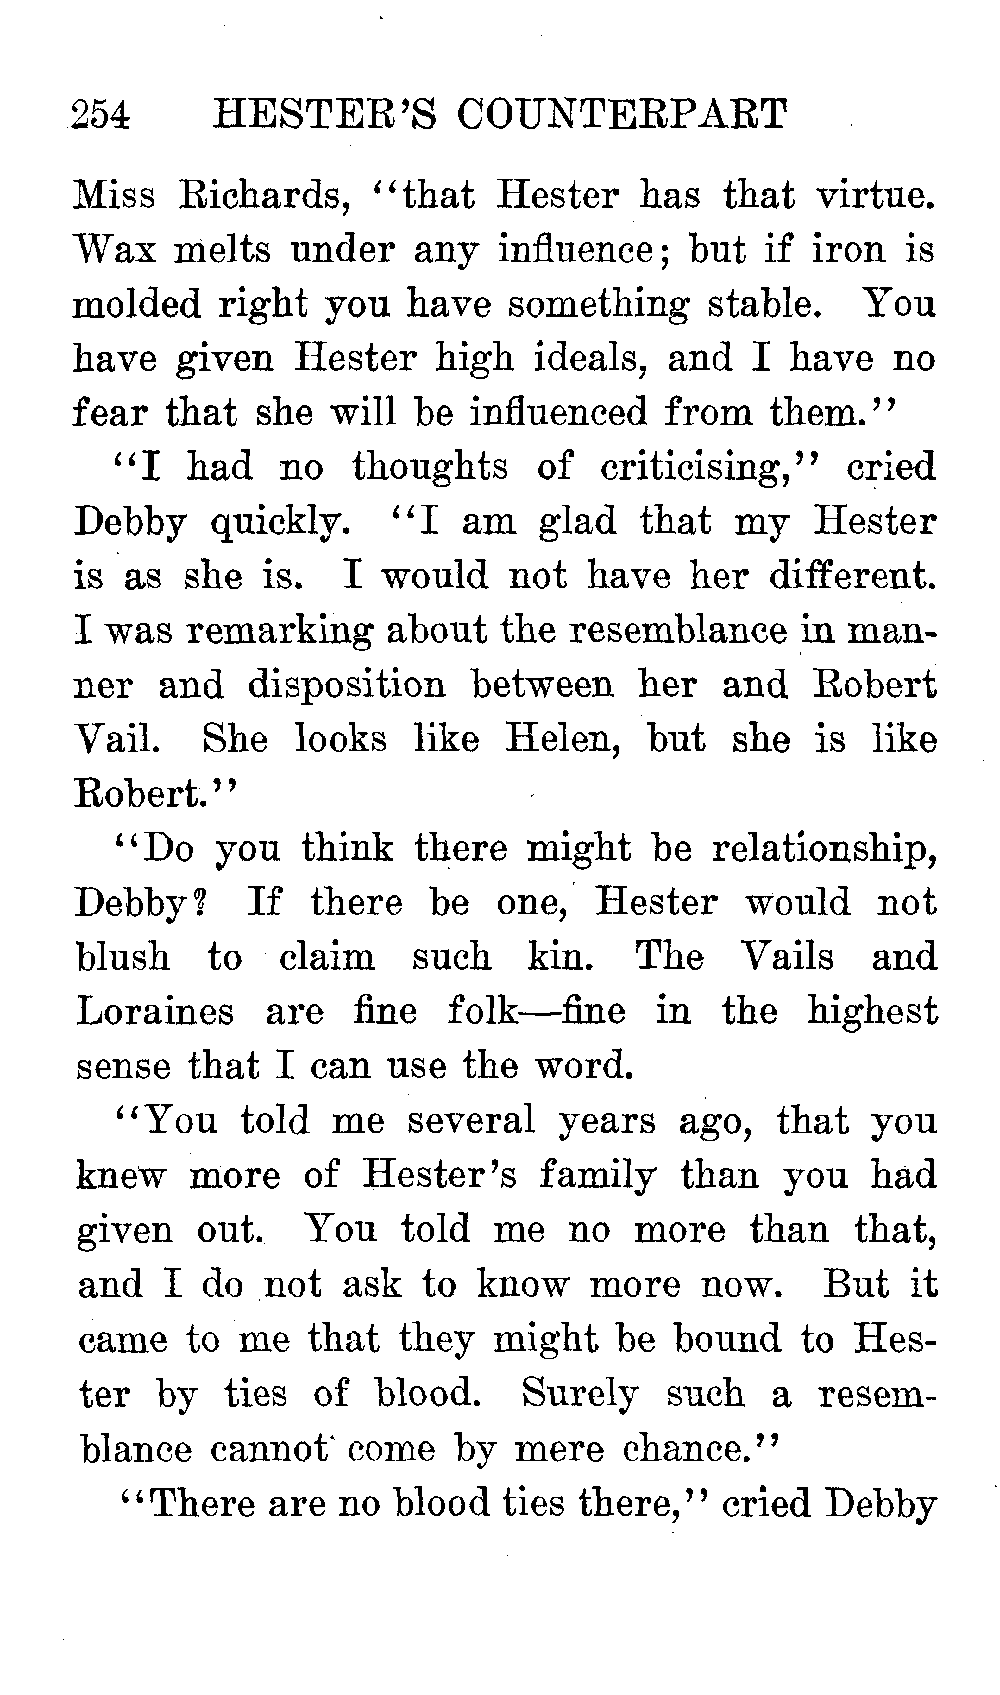 254 HESTER'S COUNTERPART
Miss Richards, "that Hester has that virtue.
Wax melts under any influence; but if iron is
molded right you have something stable. You
have given Hester high ideals, and I have no
fear that she will be influenced from them."
"I had no thoughts of criticising," cried
Debby quickly. "I am glad that my Hester
is as she is. I would not have her different.
I was remarking about the resemblance in man-
ner and disposition between her and Robert
Vail. She looks like Helen, but she is like
Robert."
"Do you think there might be relationship,
Debby? If there be one, Hester would not
blush to claim such kin. The Vails and
Loraines are fine folk—fine in the highest
sense that I can use the word.
"You told me several years ago, that you
knew more of Hester's family than you had
given out. You told me no more than that,
and I do not ask to know more now. But it
came to me that they might be bound to Hes-
ter by ties of blood. Surely such a resem-
blance cannot come by mere chance."
"There are no blood ties there," cried Debby